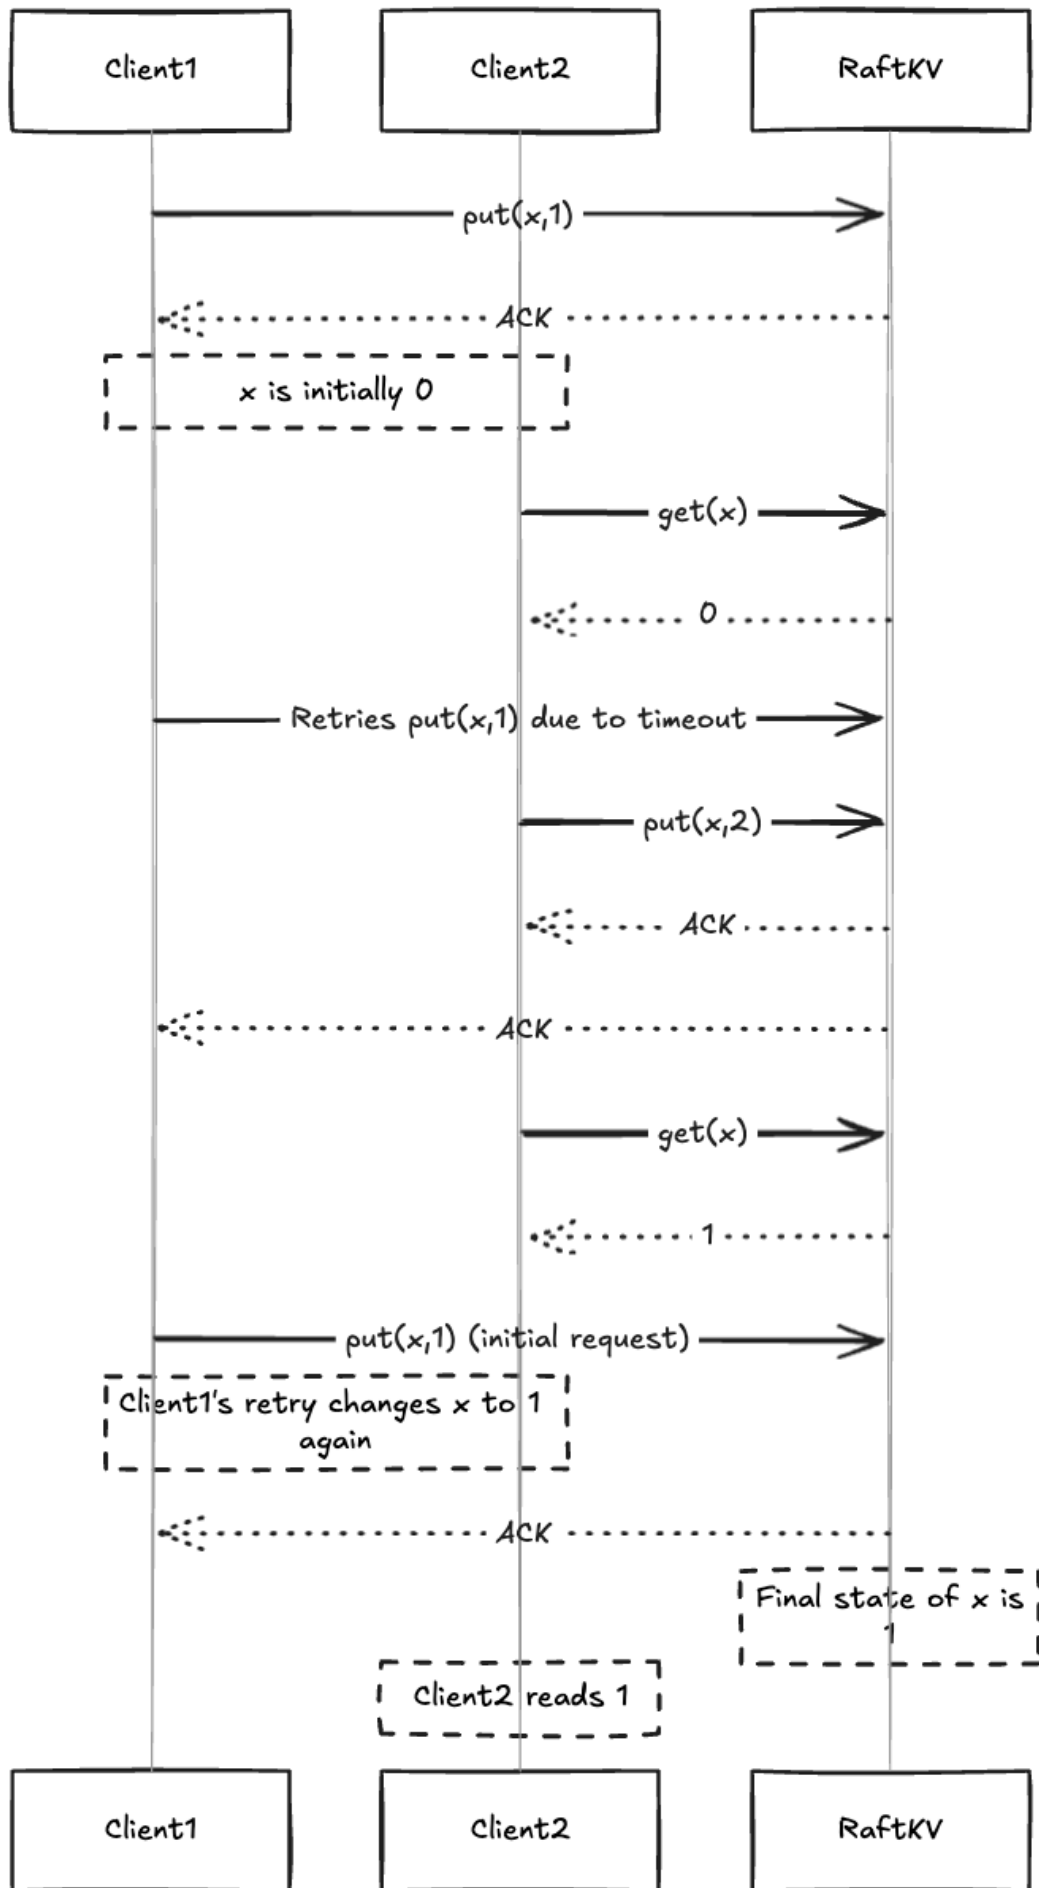 Client1
Client2
RaftKV
put(x,1)
ACK
x is initially 0
get(x)
0
Retries put(x,1) due to timeout
put(x,2)
ACK
ACK
get(x)
1
put(x,1) (initial request)
Client1's retry changes x to 1
again
ACK
Final state of x is
1
Client2 reads 1
Client1
Client2
RaftKV